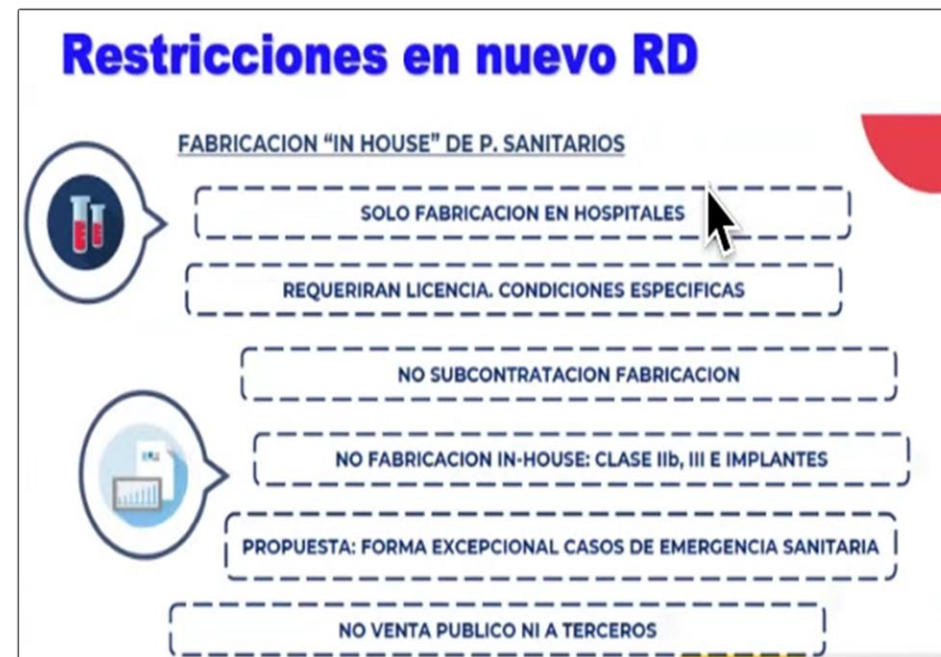 Restricciones en nuevo RD
FABRICACION “IN HOUSE” DE P. SANITARIOS
SOLO FABRICACION EN HOSPITALES
REQUERIRAN LICENCIA. CONDICIONES ESPECIFICAS
NO SUBCONTRATACION FABRICACION
NO FABRICACION IN-HOUSE: CLASE IIb, III E IMPLANTES
PROPUESTA: FORMA EXCEPCIONAL CASOS DE EMERGENCIA SANITARIA
NO VENTA PUBLICO NI A TERCEROS